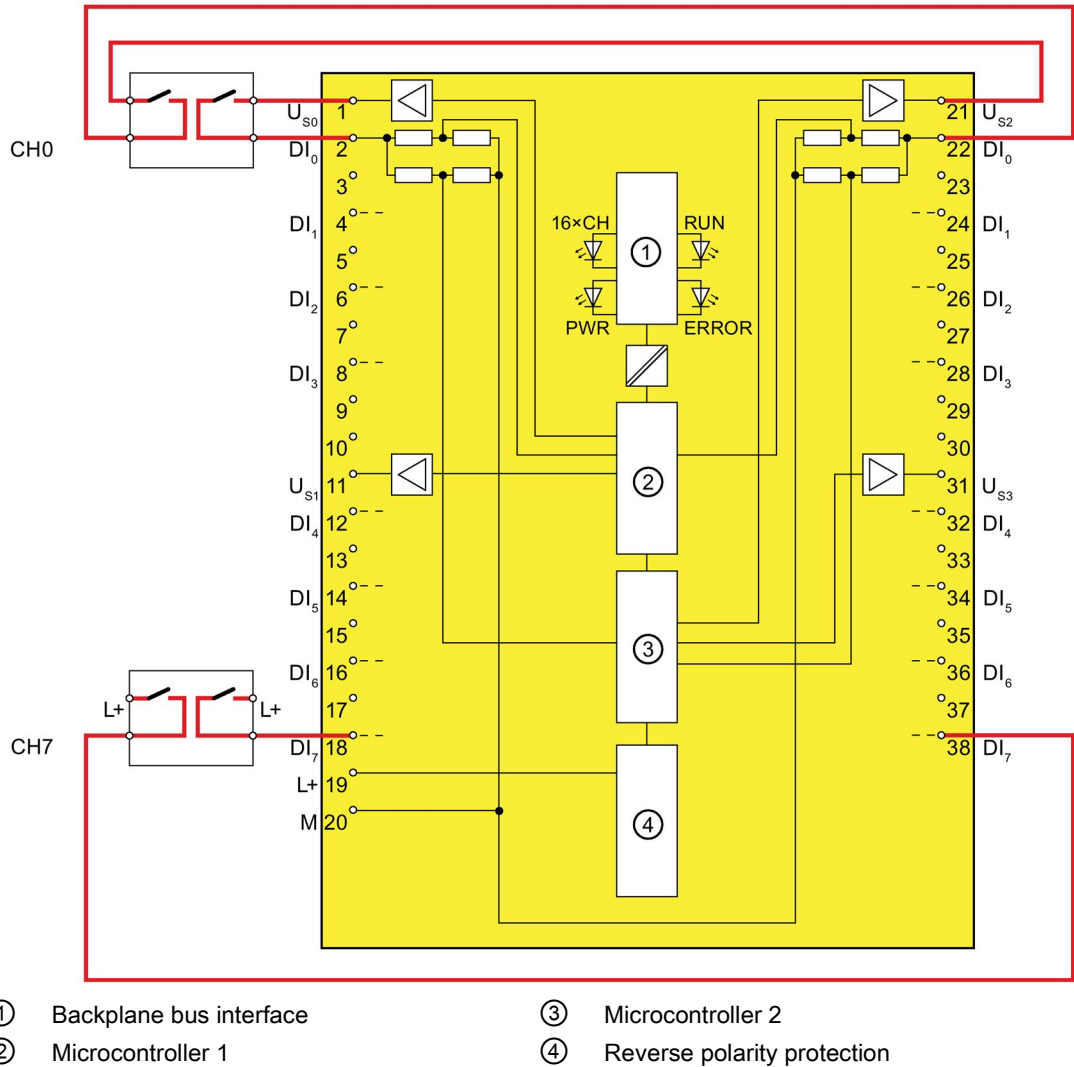 CH0
U_S0 1
DI_0 2
3
DI_1 4
5
DI_2 6
7
DI_3 8
9
10
U_S1 11
DI_4 12
13
DI_5 14
15
DI_6 16
17
DI_7 18
L+ 19
M 20
L+ L+
CH7
16×CH RUN
①
PWR ERROR
②
③
④
21 U_S2
22 DI_0
23
24 DI_1
25
26 DI_2
27
28 DI_3
29
30
31 U_S3
32 DI_4
33
34 DI_5
35
36 DI_6
37
38 DI_7
① Backplane bus interface ③ Microcontroller 2
② Microcontroller 1 ④ Reverse polarity protection